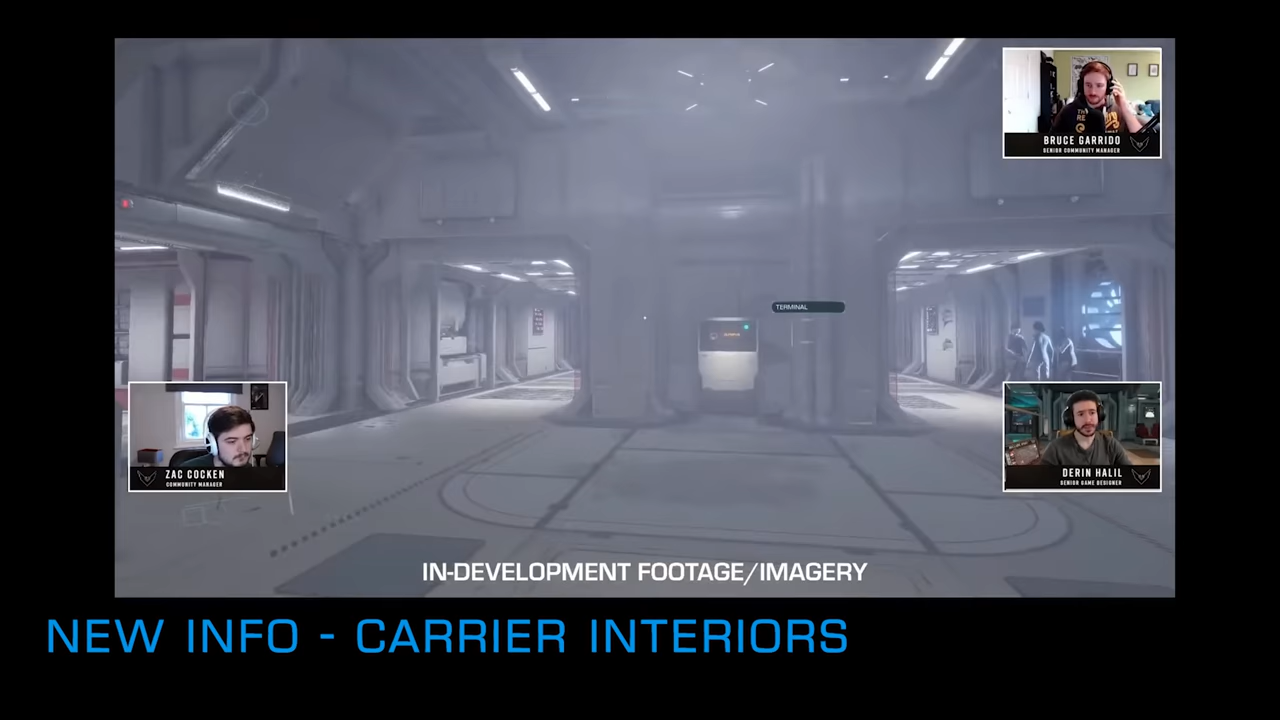 BRUCE GARRIDO
SENIOR COMMUNITY MANAGER
TERMINAL
ZAC COCKEN
COMMUNITY MANAGER
DERIN HALIL
SENIOR GAME DESIGNER
IN-DEVELOPMENT FOOTAGE/IMAGERY
NEW INFO - CARRIER INTERIORS